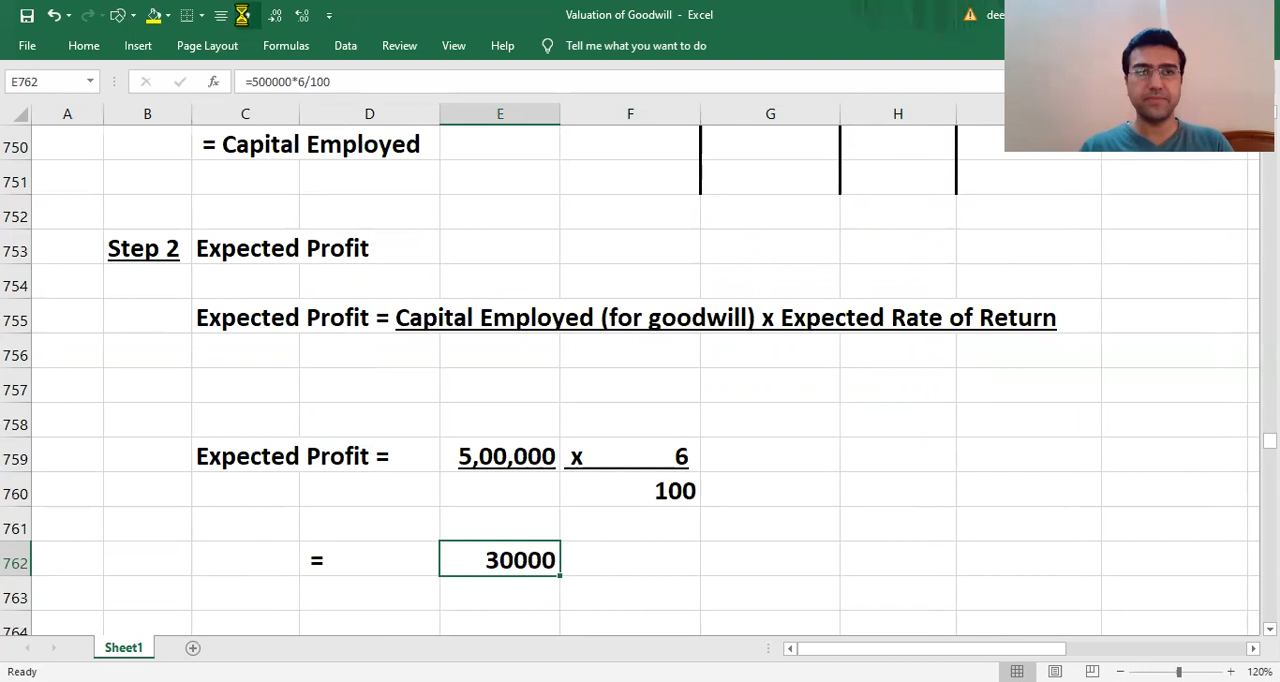 Valuation of Goodwill - Excel
dee
File Home Insert Page Layout Formulas Data Review View Help Tell me what you want to do
E762 fx =500000*6/100
A B C D E F G H
750 = Capital Employed
751
752
753 Step 2 Expected Profit
754
755 Expected Profit = Capital Employed (for goodwill) x Expected Rate of Return
756
757
758
759 Expected Profit = 5,00,000 x 6
760 100
761
762 = 30000
763
764
Sheet1
Ready 120%